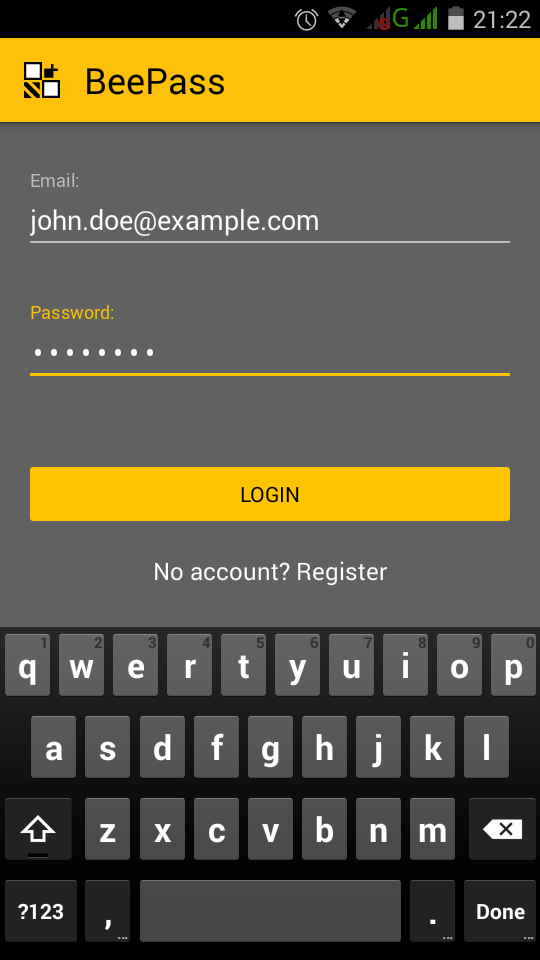 G 21:22
BeePass
Email:
john.doe@example.com
Password:
••••••••
LOGIN
No account? Register
1 2 3 4 5 6 7 8 9 0
q w e r t y u i o p
a s d f g h j k l
z x c v b n m
?123 , . Done